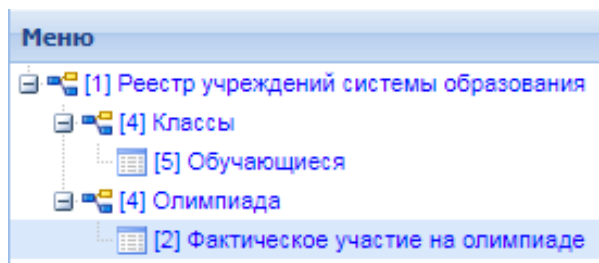 Меню
[1] Реестр учреждений системы образования
[4] Классы
[5] Обучающиеся
[4] Олимпиада
[2] Фактическое участие на олимпиаде